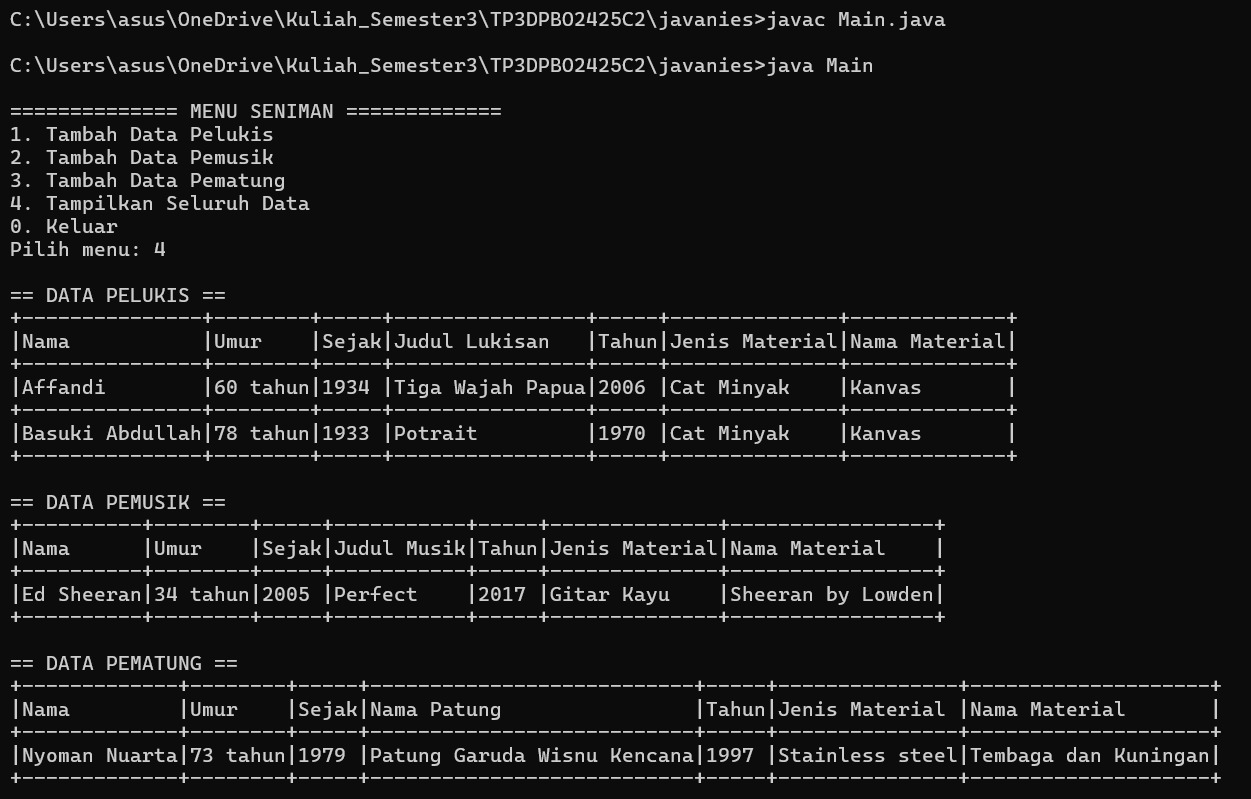 C:\Users\asus\OneDrive\Kuliah_Semester3\TP3DPBO2425C2\javanies>javac Main.java
C:\Users\asus\OneDrive\Kuliah_Semester3\TP3DPBO2425C2\javanies>java Main
============== MENU SENIMAN =============
1. Tambah Data Pelukis
2. Tambah Data Pemusik
3. Tambah Data Pematung
4. Tampilkan Seluruh Data
0. Keluar
Pilih menu: 4
== DATA PELUKIS ==
+---------------+--------+-----+----------------+-----+--------------+-------------+
|Nama           |Umur    |Sejak|Judul Lukisan   |Tahun|Jenis Material|Nama Material|
+---------------+--------+-----+----------------+-----+--------------+-------------+
|Affandi        |60 tahun|1934 |Tiga Wajah Papua|2006 |Cat Minyak    |Kanvas       |
+---------------+--------+-----+----------------+-----+--------------+-------------+
|Basuki Abdullah|78 tahun|1933 |Potrait         |1970 |Cat Minyak    |Kanvas       |
+---------------+--------+-----+----------------+-----+--------------+-------------+
== DATA PEMUSIK ==
+----------+--------+-----+-----------+-----+--------------+-----------------+
|Nama      |Umur    |Sejak|Judul Musik|Tahun|Jenis Material|Nama Material    |
+----------+--------+-----+-----------+-----+--------------+-----------------+
|Ed Sheeran|34 tahun|2005 |Perfect    |2017 |Gitar Kayu    |Sheeran by Lowden|
+----------+--------+-----+-----------+-----+--------------+-----------------+
== DATA PEMATUNG ==
+-------------+--------+-----+---------------------------+-----+---------------+--------------------+
|Nama         |Umur    |Sejak|Nama Patung                |Tahun|Jenis Material |Nama Material       |
+-------------+--------+-----+---------------------------+-----+---------------+--------------------+
|Nyoman Nuarta|73 tahun|1979 |Patung Garuda Wisnu Kencana|1997 |Stainless steel|Tembaga dan Kuningan|
+-------------+--------+-----+---------------------------+-----+---------------+--------------------+